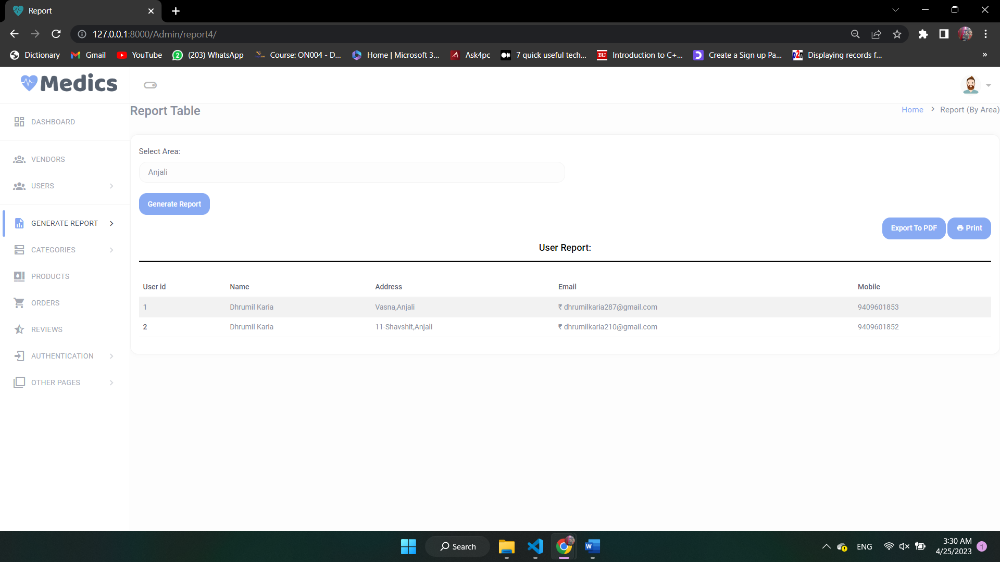 Report
127.0.0.1:8000/Admin/report4/
Dictionary
Gmail
YouTube
2
(203) WhatsApp
Course: ON004 - D...
Home | Microsoft 3...
Ask4pc
7 quick useful tech...
BU
Introduction to C+...
Create a Sign up Pa...
p2n
Displaying records f...
»
Medics
Report Table
Home > Report (By Area)
DASHBOARD
VENDORS
USERS
GENERATE REPORT
CATEGORIES
PRODUCTS
ORDERS
REVIEWS
AUTHENTICATION
OTHER PAGES
Select Area:
Anjali
Generate Report
Export To PDF
Print
User Report:
User id Name Address Email Mobile
1 Dhrumil Karia Vasna,Anjali ₹ dhrumilkaria287@gmail.com 9409601853
2 Dhrumil Karia 11-Shavshit,Anjali ₹ dhrumilkaria210@gmail.com 9409601852
Search
W
ENG
3:30 AM
4/25/2023
1